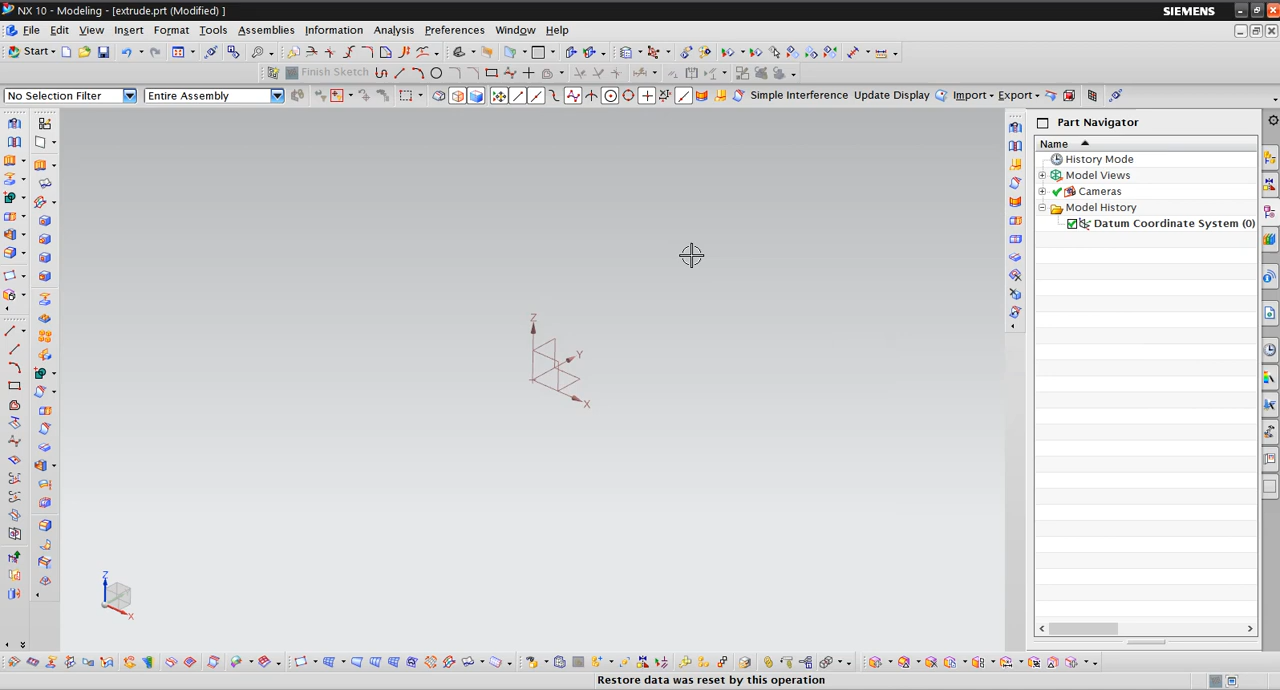 NX 10 - Modeling - [extrude.prt (Modified) ]
SIEMENS
File Edit View Insert Format Tools Assemblies Information Analysis Preferences Window Help
Start
Finish Sketch
No Selection Filter
Entire Assembly
Simple Interference Update Display Import Export
Part Navigator
Name
History Mode
Model Views
Cameras
Model History
Datum Coordinate System (0)
Z
Y
X
Z
X
Restore data was reset by this operation